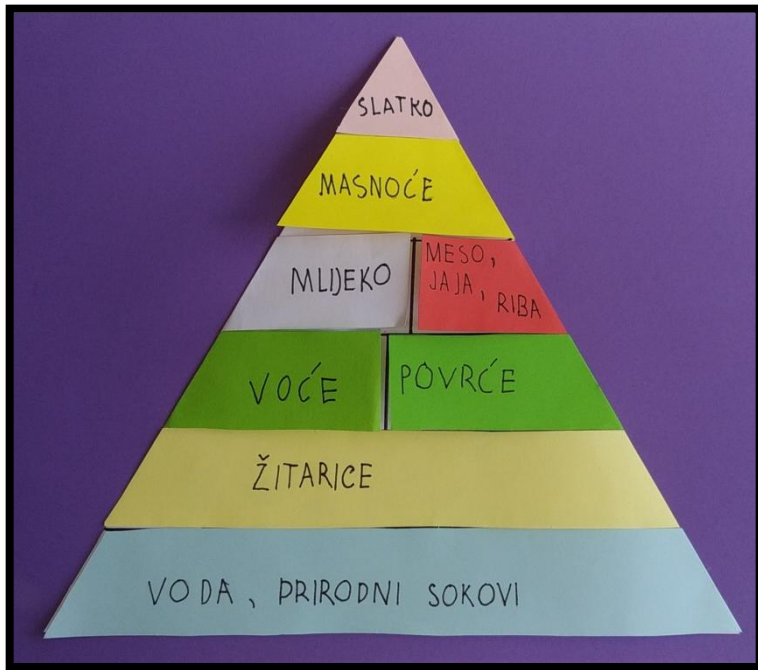 SLATKO
MASNOĆE
MLIJEKO
MESO,
JAJA, RIBA
VOĆE
POVRĆE
ŽITARICE
VODA, PRIRODNI SOKOVI